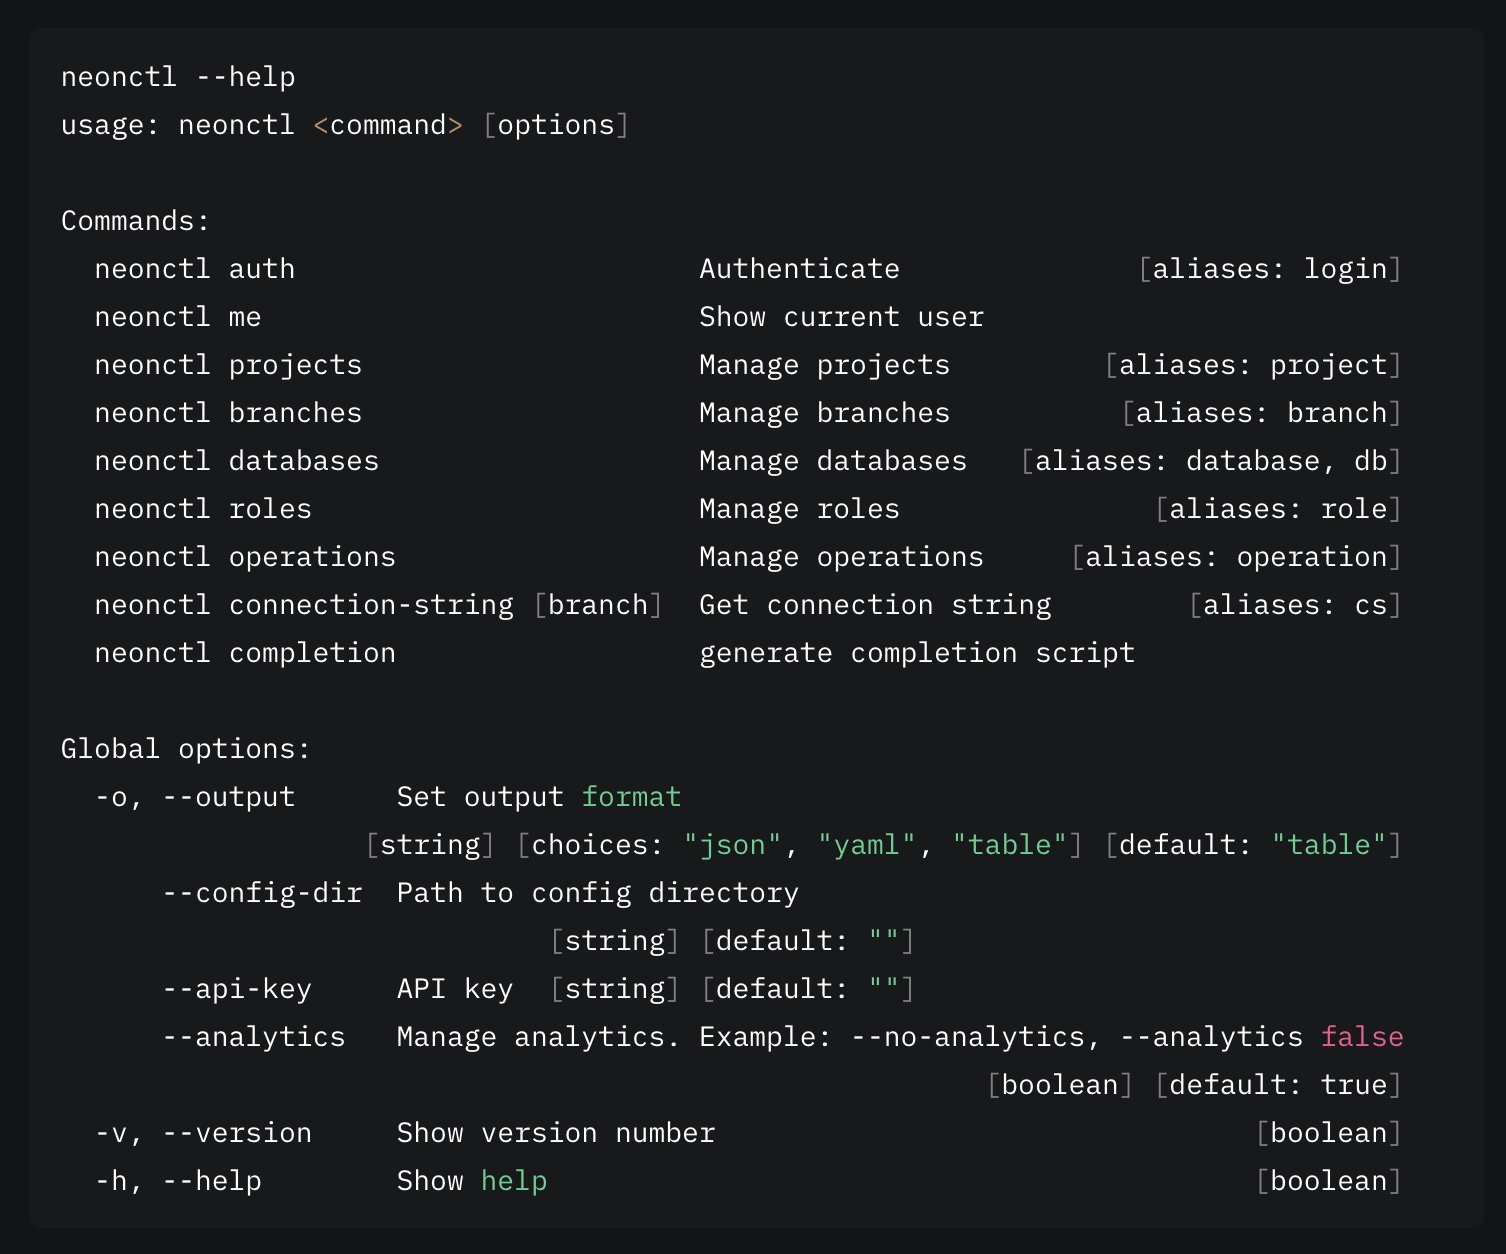 neonctl --help
usage: neonctl <command> [options]

Commands:
  neonctl auth                        Authenticate              [aliases: login]
  neonctl me                          Show current user
  neonctl projects                    Manage projects         [aliases: project]
  neonctl branches                    Manage branches          [aliases: branch]
  neonctl databases                   Manage databases   [aliases: database, db]
  neonctl roles                       Manage roles               [aliases: role]
  neonctl operations                  Manage operations     [aliases: operation]
  neonctl connection-string [branch]  Get connection string        [aliases: cs]
  neonctl completion                  generate completion script

Global options:
  -o, --output      Set output format
                  [string] [choices: "json", "yaml", "table"] [default: "table"]
      --config-dir  Path to config directory
                             [string] [default: ""]
      --api-key     API key  [string] [default: ""]
      --analytics   Manage analytics. Example: --no-analytics, --analytics false
                                                       [boolean] [default: true]
  -v, --version     Show version number                                [boolean]
  -h, --help        Show help                                          [boolean]